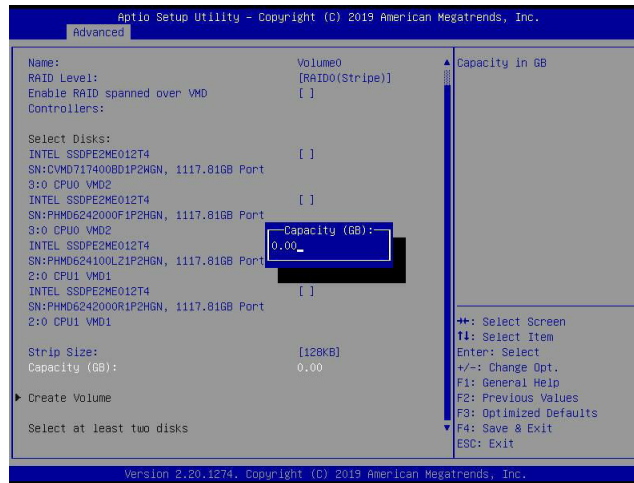 Aptio Setup Utility – Copyright (C) 2019 American Megatrends, Inc.
Advanced
Name: Volume0
RAID Level: [RAID0(Stripe)]
Enable RAID spanned over VMD [ ]
Controllers:
Select Disks:
INTEL SSDPE2ME012T4 [ ]
SN:CVMD717400BD1P2WGN, 1117.81GB Port
3:0 CPU0 VMD2
INTEL SSDPE2ME012T4 [ ]
SN:PHMD6242000F1P2HGN, 1117.81GB Port
3:0 CPU0 VMD2
INTEL SSDPE2ME012T4
SN:PHMD624100LZ1P2HGN, 1117.81GB Port
2:0 CPU1 VMD1
INTEL SSDPE2ME012T4 [ ]
SN:PHMD6242000R1P2HGN, 1117.81GB Port
2:0 CPU1 VMD1
Strip Size: [128KB]
Capacity (GB): 0.00
Create Volume
Select at least two disks
Capacity (GB):
0.00_
Capacity in GB
→←: Select Screen
↑↓: Select Item
Enter: Select
+/-: Change Opt.
F1: General Help
F2: Previous Values
F3: Optimized Defaults
F4: Save & Exit
ESC: Exit
Version 2.20.1274. Copyright (C) 2019 American Megatrends, Inc.